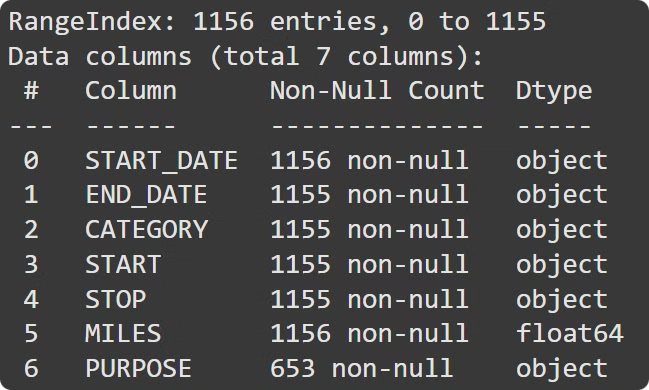 RangeIndex: 1156 entries, 0 to 1155
Data columns (total 7 columns):
 #   Column      Non-Null Count  Dtype
---  ------      --------------  -----
 0   START_DATE  1156 non-null   object
 1   END_DATE    1155 non-null   object
 2   CATEGORY    1155 non-null   object
 3   START       1155 non-null   object
 4   STOP        1155 non-null   object
 5   MILES       1156 non-null   float64
 6   PURPOSE     653 non-null    object